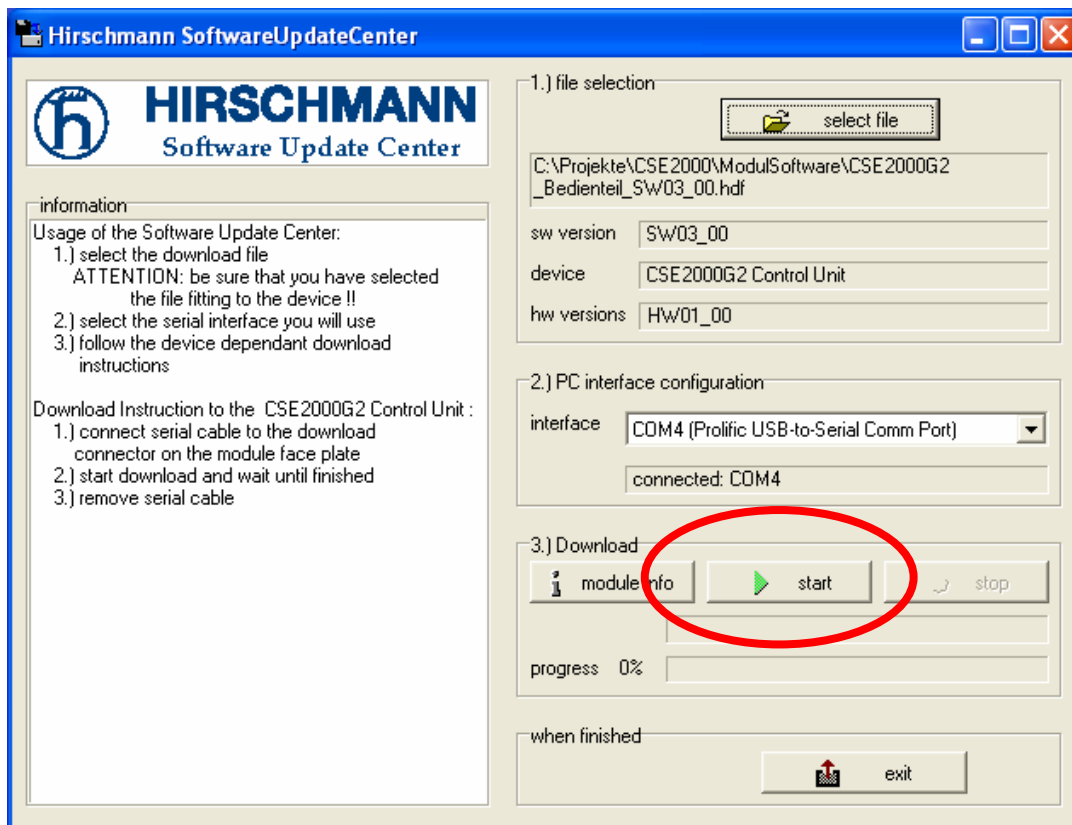 Hirschmann SoftwareUpdateCenter
HIRSCHMANN
Software Update Center
information
Usage of the Software Update Center:
1.) select the download file
ATTENTION: be sure that you have selected
the file fitting to the device !!
2.) select the serial interface you will use
3.) follow the device dependant download
instructions
Download Instruction to the CSE2000G2 Control Unit :
1.) connect serial cable to the download
connector on the module face plate
2.) start download and wait until finished
3.) remove serial cable
1.) file selection
select file
C:\Projekte\CSE2000\ModulSoftware\CSE2000G2
_Bedienteil_SW03_00.hdf
sw version SW03_00
device CSE2000G2 Control Unit
hw versions HW01_00
2.) PC interface configuration
interface COM4 (Prolific USB-to-Serial Comm Port)
connected: COM4
3.) Download
module info start stop
progress 0%
when finished
exit